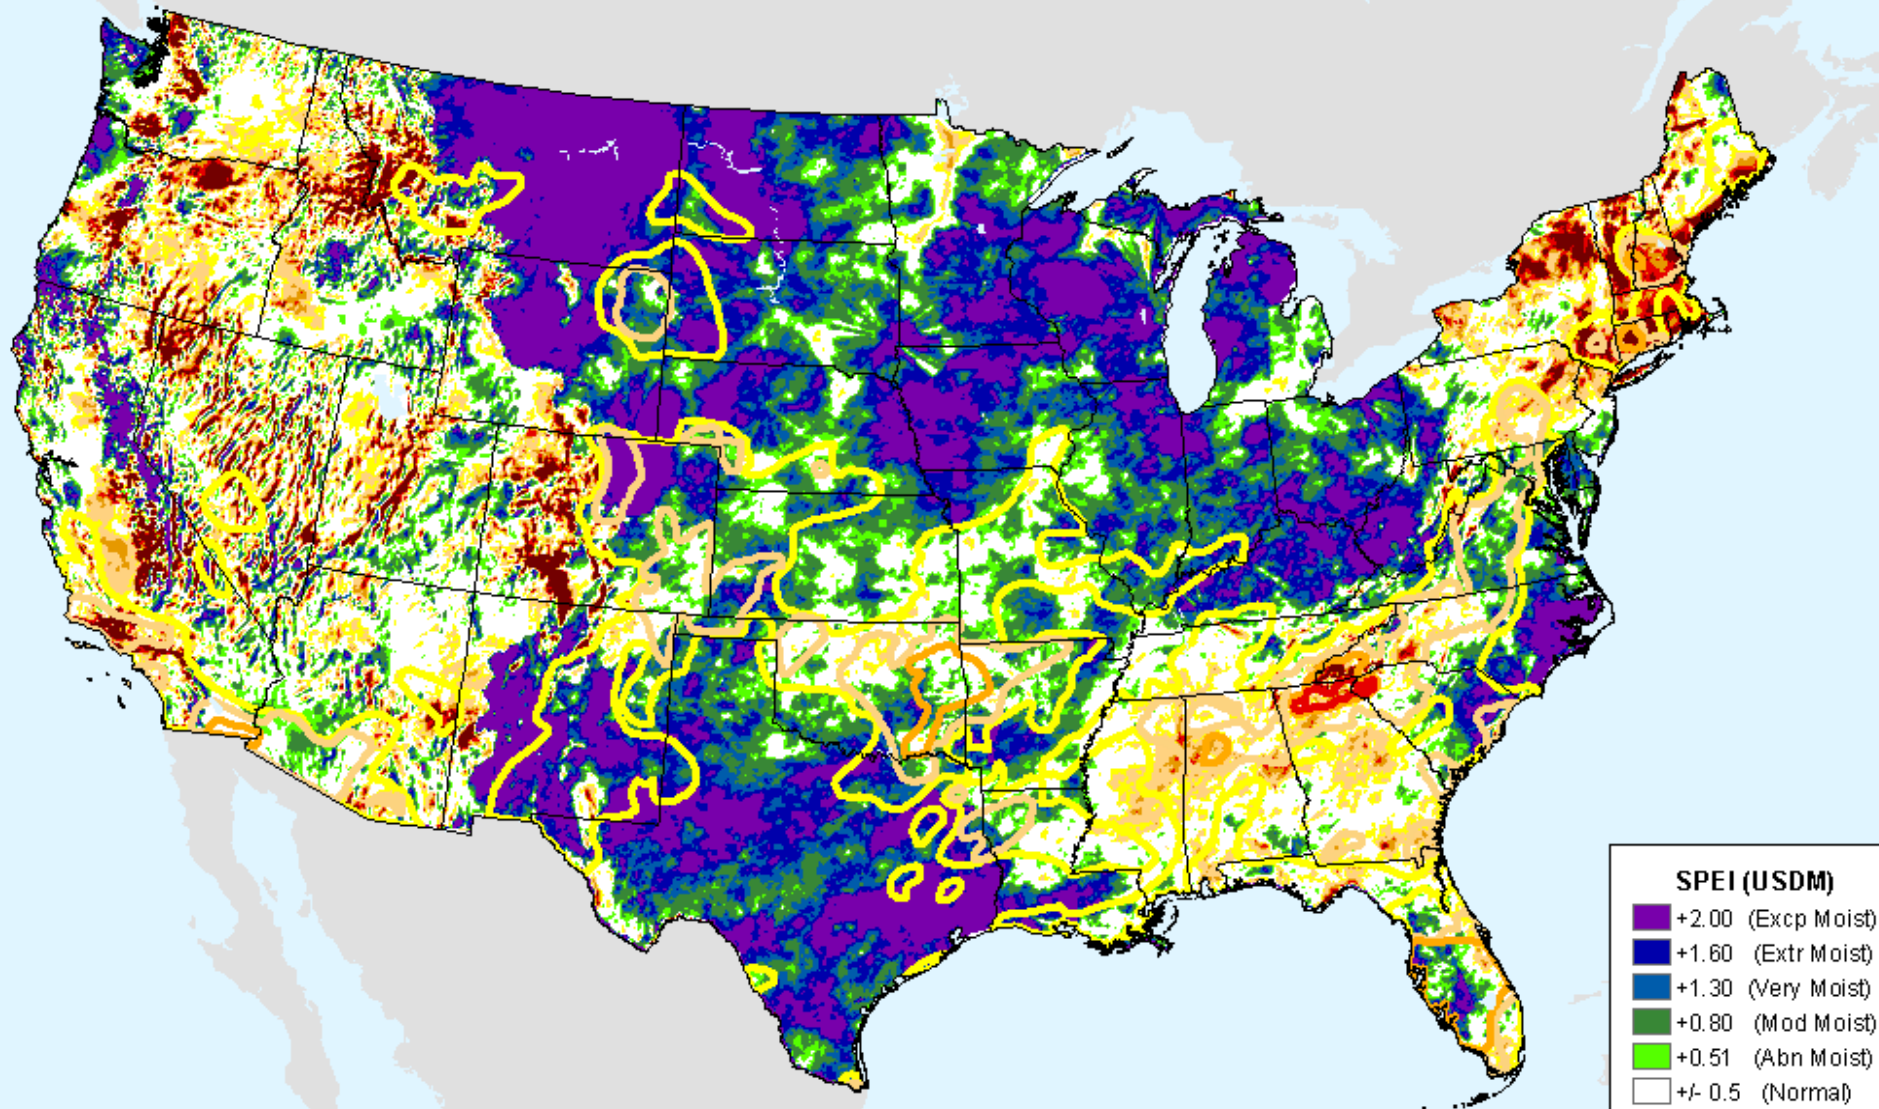 SPEI (USDM)
+2.00 (Excp Moist)
+1.60 (Extr Moist)
+1.30 (Very Moist)
+0.80 (Mod Moist)
+0.51 (Abn Moist)
+/- 0.5 (Normal)